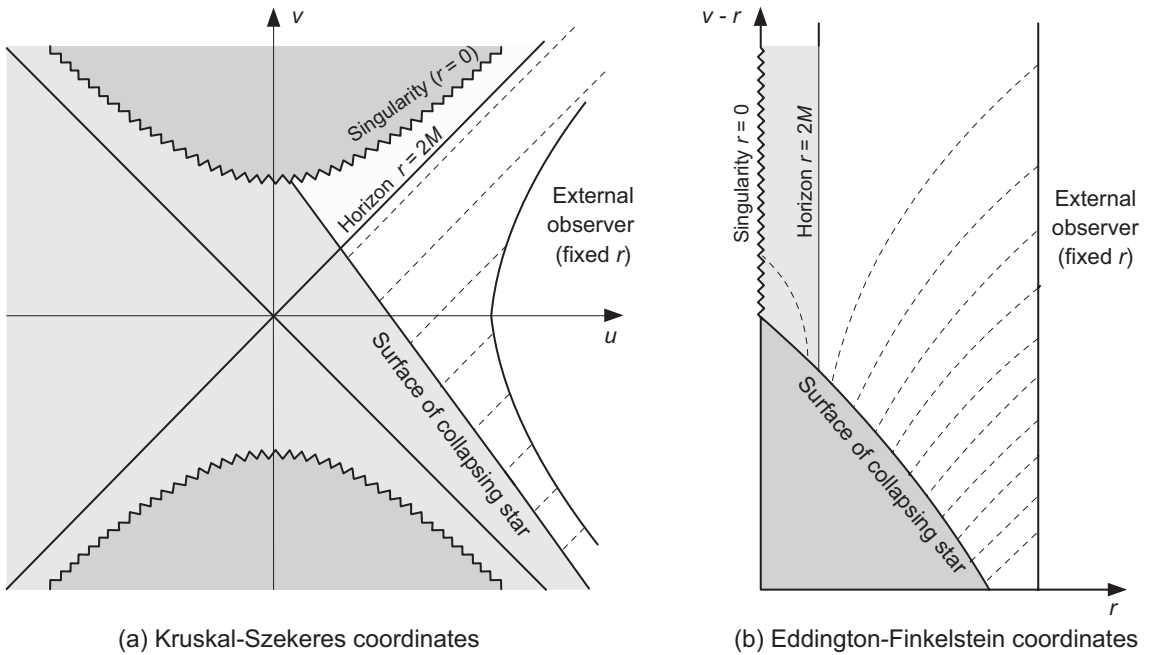 v
Singularity (r = 0)
Horizon r = 2M
External
observer
(fixed r)
u
Surface of collapsing star
(a) Kruskal-Szekeres coordinates
v - r
Singularity r = 0
Horizon r = 2M
External
observer
(fixed r)
Surface of collapsing star
r
(b) Eddington-Finkelstein coordinates